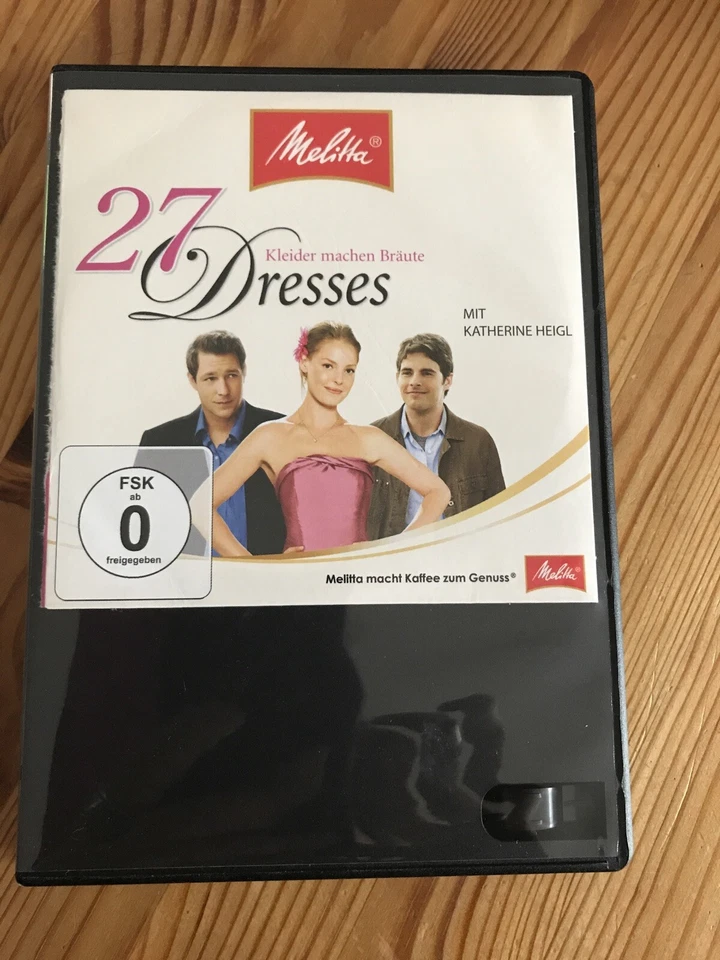 Melitta®
27
Kleider machen Bräute
Dresses
MIT
KATHERINE HEIGL
FSK
ab
0
freigegeben
Melitta macht Kaffee zum Genuss®
Melitta®